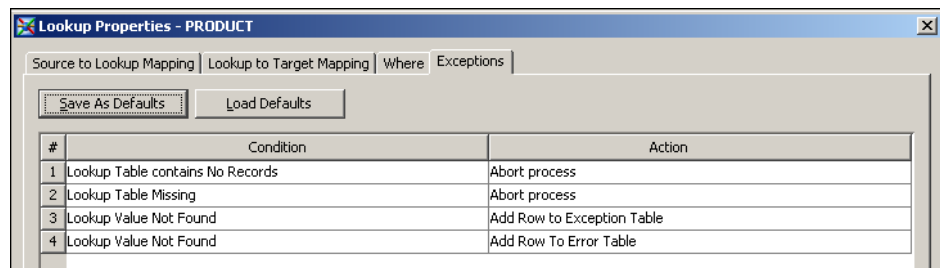 Lookup Properties - PRODUCT
Source to Lookup Mapping Lookup to Target Mapping Where Exceptions
Save As Defaults Load Defaults
# Condition Action
1 Lookup Table contains No Records Abort process
2 Lookup Table Missing Abort process
3 Lookup Value Not Found Add Row to Exception Table
4 Lookup Value Not Found Add Row To Error Table